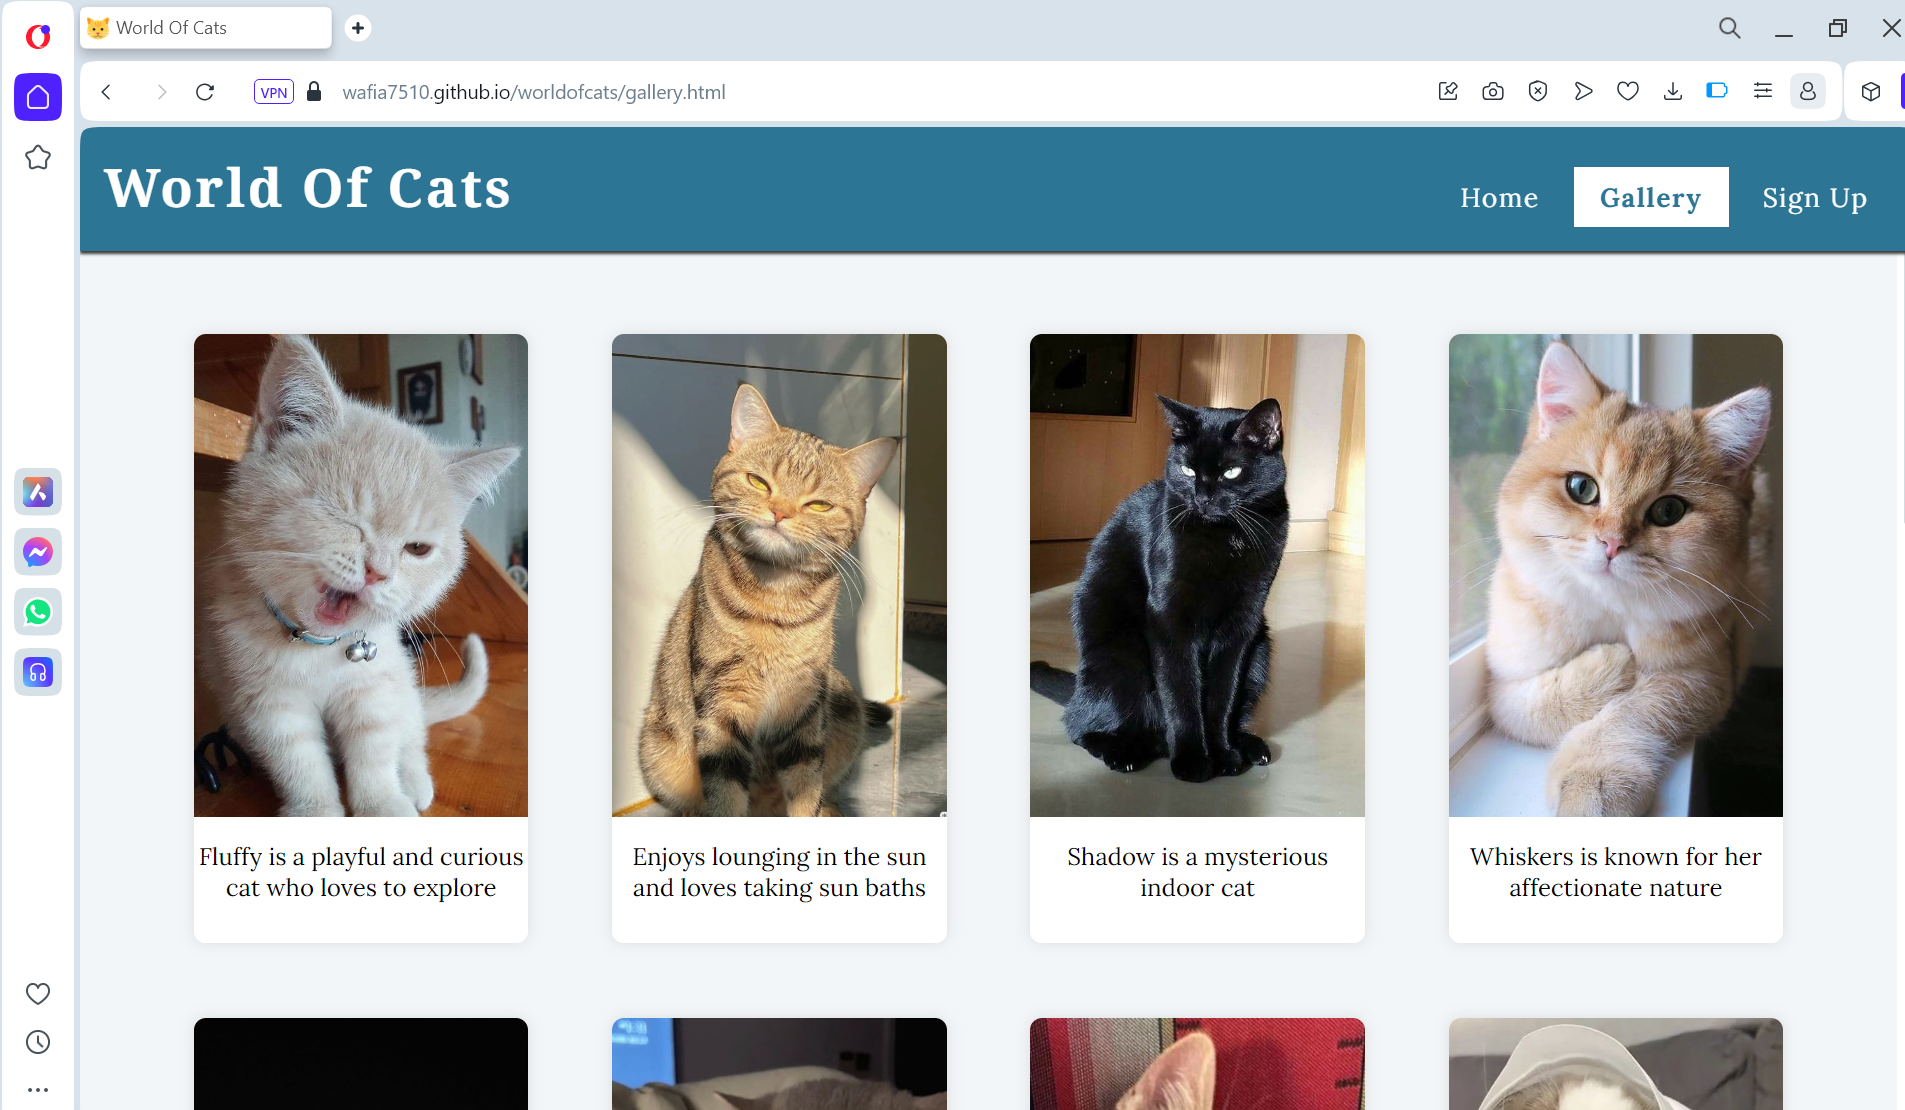 World Of Cats
VPN
wafia7510.github.io/worldofcats/gallery.html
World Of Cats
Home
Gallery
Sign Up
Fluffy is a playful and curious
cat who loves to explore
Enjoys lounging in the sun
and loves taking sun baths
Shadow is a mysterious
indoor cat
Whiskers is known for her
affectionate nature